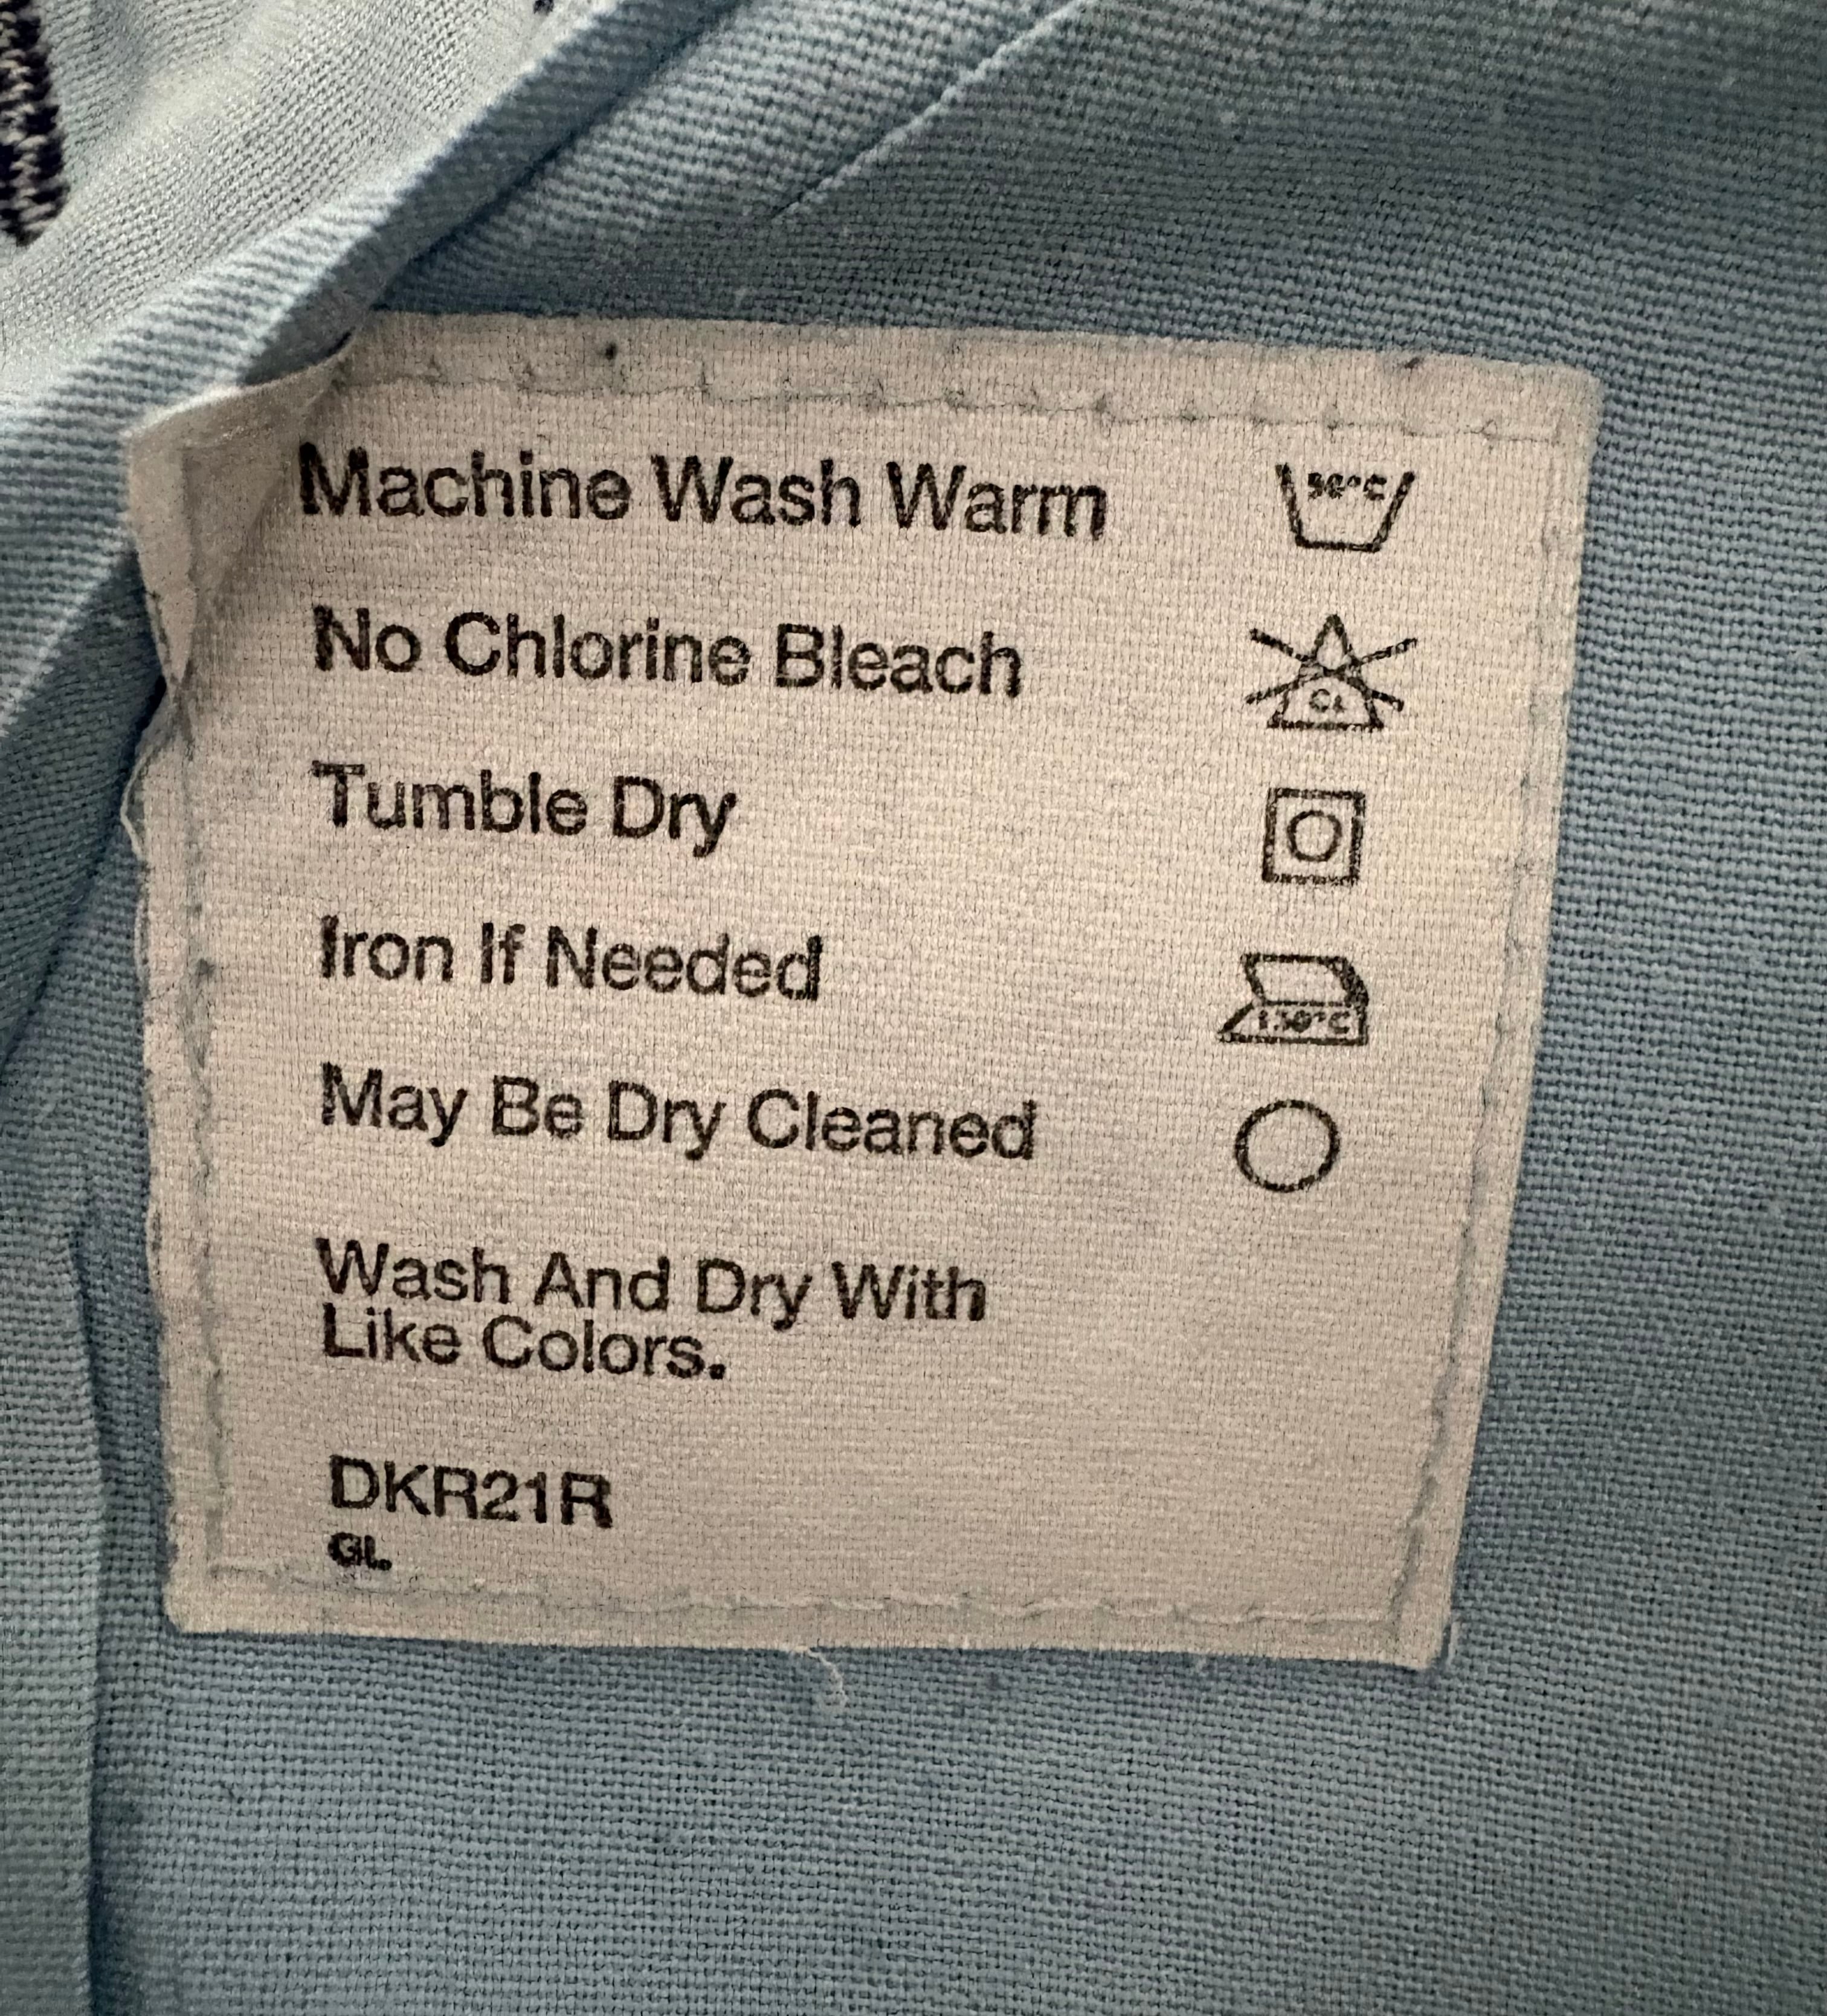 Machine Wash Warm
No Chlorine Bleach
CL
Tumble Dry
Iron If Needed
May Be Dry Cleaned
Wash And Dry With
Like Colors.
DKR21R